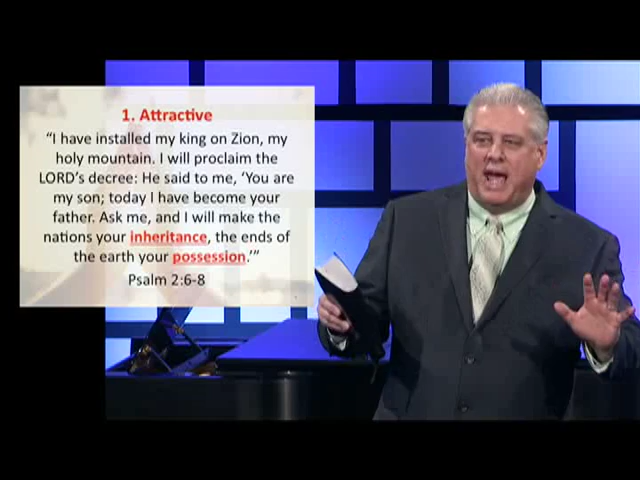 1. Attractive
“I have installed my king on Zion, my
holy mountain. I will proclaim the
LORD’s decree: He said to me, ‘You are
my son; today I have become your
father. Ask me, and I will make the
nations your inheritance, the ends of
the earth your possession.’”
Psalm 2:6-8